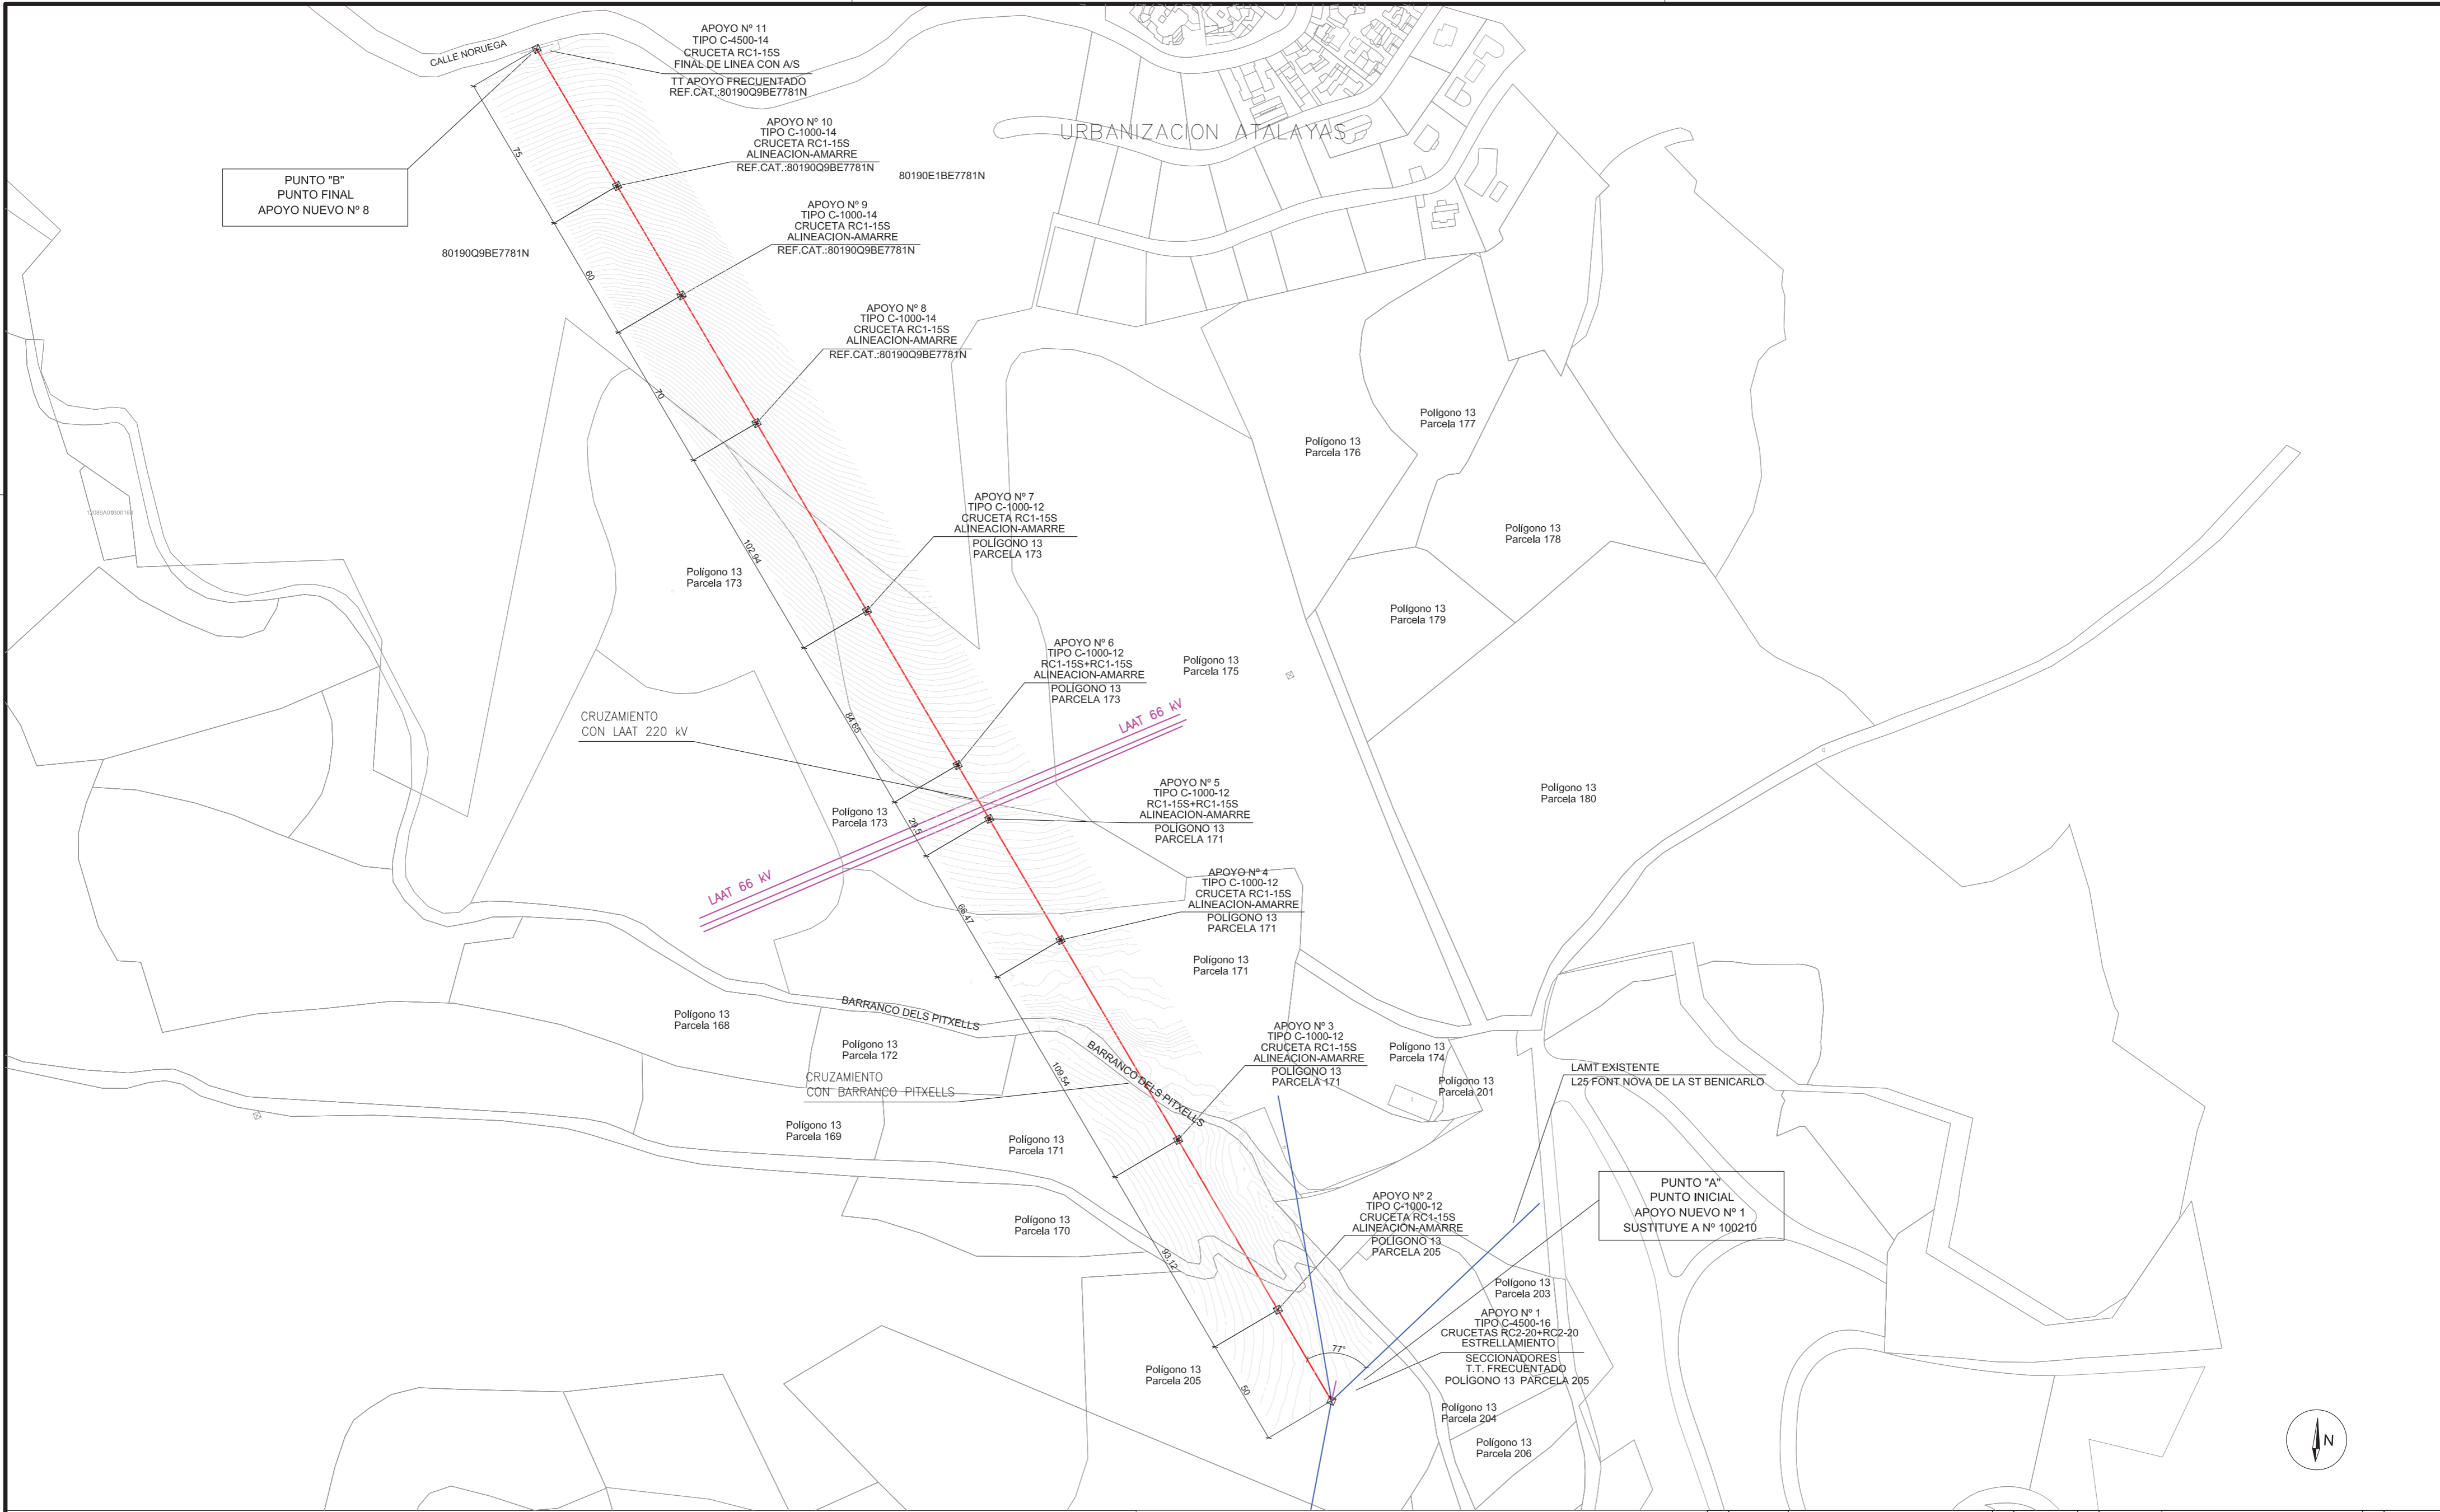 CALLE NORUEGA
APOYO Nº 11
TIPO C-4500-14
CRUCETA RC1-15S
FINAL DE LINEA CON A/S
TT APOYO FRECUENTADO
REF.CAT.:80190Q9BE7781N
APOYO Nº 10
TIPO C-1000-14
CRUCETA RC1-15S
ALINEACION-AMARRE
REF.CAT.:80190Q9BE7781N
80190E1BE7781N
URBANIZACION ATALAYAS
PUNTO "B"
PUNTO FINAL
APOYO NUEVO Nº 8
75
APOYO Nº 9
TIPO C-1000-14
CRUCETA RC1-15S
ALINEACION-AMARRE
REF.CAT.:80190Q9BE7781N
80190Q9BE7781N
60
APOYO Nº 8
TIPO C-1000-14
CRUCETA RC1-15S
ALINEACION-AMARRE
REF.CAT.:80190Q9BE7781N
70
Polígono 13
Parcela 177
Polígono 13
Parcela 176
APOYO Nº 7
TIPO C-1000-12
CRUCETA RC1-15S
ALINEACION-AMARRE
POLÍGONO 13
PARCELA 173
Polígono 13
Parcela 178
102.94
Polígono 13
Parcela 173
Polígono 13
Parcela 179
APOYO Nº 6
TIPO C-1000-12
RC1-15S+RC1-15S
ALINEACION-AMARRE
POLÍGONO 13
PARCELA 173
Polígono 13
Parcela 175
CRUZAMIENTO
CON LAAT 220 kV
84.65
LAAT 66 kV
APOYO Nº 5
TIPO C-1000-12
RC1-15S+RC1-15S
ALINEACION-AMARRE
POLÍGONO 13
PARCELA 171
Polígono 13
Parcela 180
Polígono 13
Parcela 173
29.5
LAAT 66 kV
APOYO Nº 4
TIPO C-1000-12
CRUCETA RC1-15S
ALINEACION-AMARRE
POLÍGONO 13
PARCELA 171
66.47
Polígono 13
Parcela 171
BARRANCO DELS PITXELLS
Polígono 13
Parcela 168
Polígono 13
Parcela 172
BARRANCO DELS PITXELLS
APOYO Nº 3
TIPO C-1000-12
CRUCETA RC1-15S
ALINEACION-AMARRE
POLÍGONO 13
PARCELA 171
Polígono 13
Parcela 174
Polígono 13
Parcela 201
LAMT EXISTENTE
L25 FONT NOVA DE LA ST BENICARLO
CRUZAMIENTO
CON BARRANCO PITXELLS
109.54
Polígono 13
Parcela 169
Polígono 13
Parcela 171
PUNTO "A"
PUNTO INICIAL
APOYO NUEVO Nº 1
SUSTITUYE A Nº 100210
APOYO Nº 2
TIPO C-1000-12
CRUCETA RC1-15S
ALINEACIÓN-AMARRE
POLÍGONO 13
PARCELA 205
Polígono 13
Parcela 170
93.12
Polígono 13
Parcela 203
APOYO Nº 1
TIPO C-4500-16
CRUCETAS RC2-20+RC2-20
ESTRELLAMIENTO
SECCIONADORES
T.T. FRECUENTADO
POLÍGONO 13 PARCELA 205
77°
Polígono 13
Parcela 205
50
Polígono 13
Parcela 204
Polígono 13
Parcela 206
N